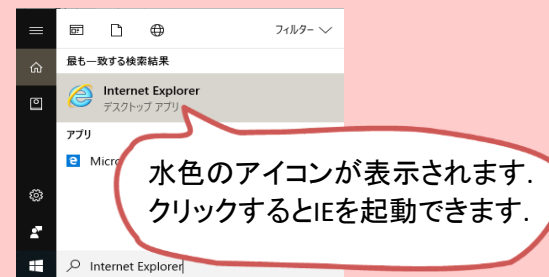 フィルター
最も一致する検索結果
Internet Explorer
デスクトップ アプリ
アプリ
水色のアイコンが表示されます.
クリックするとIEを起動できます.
Internet Explorer